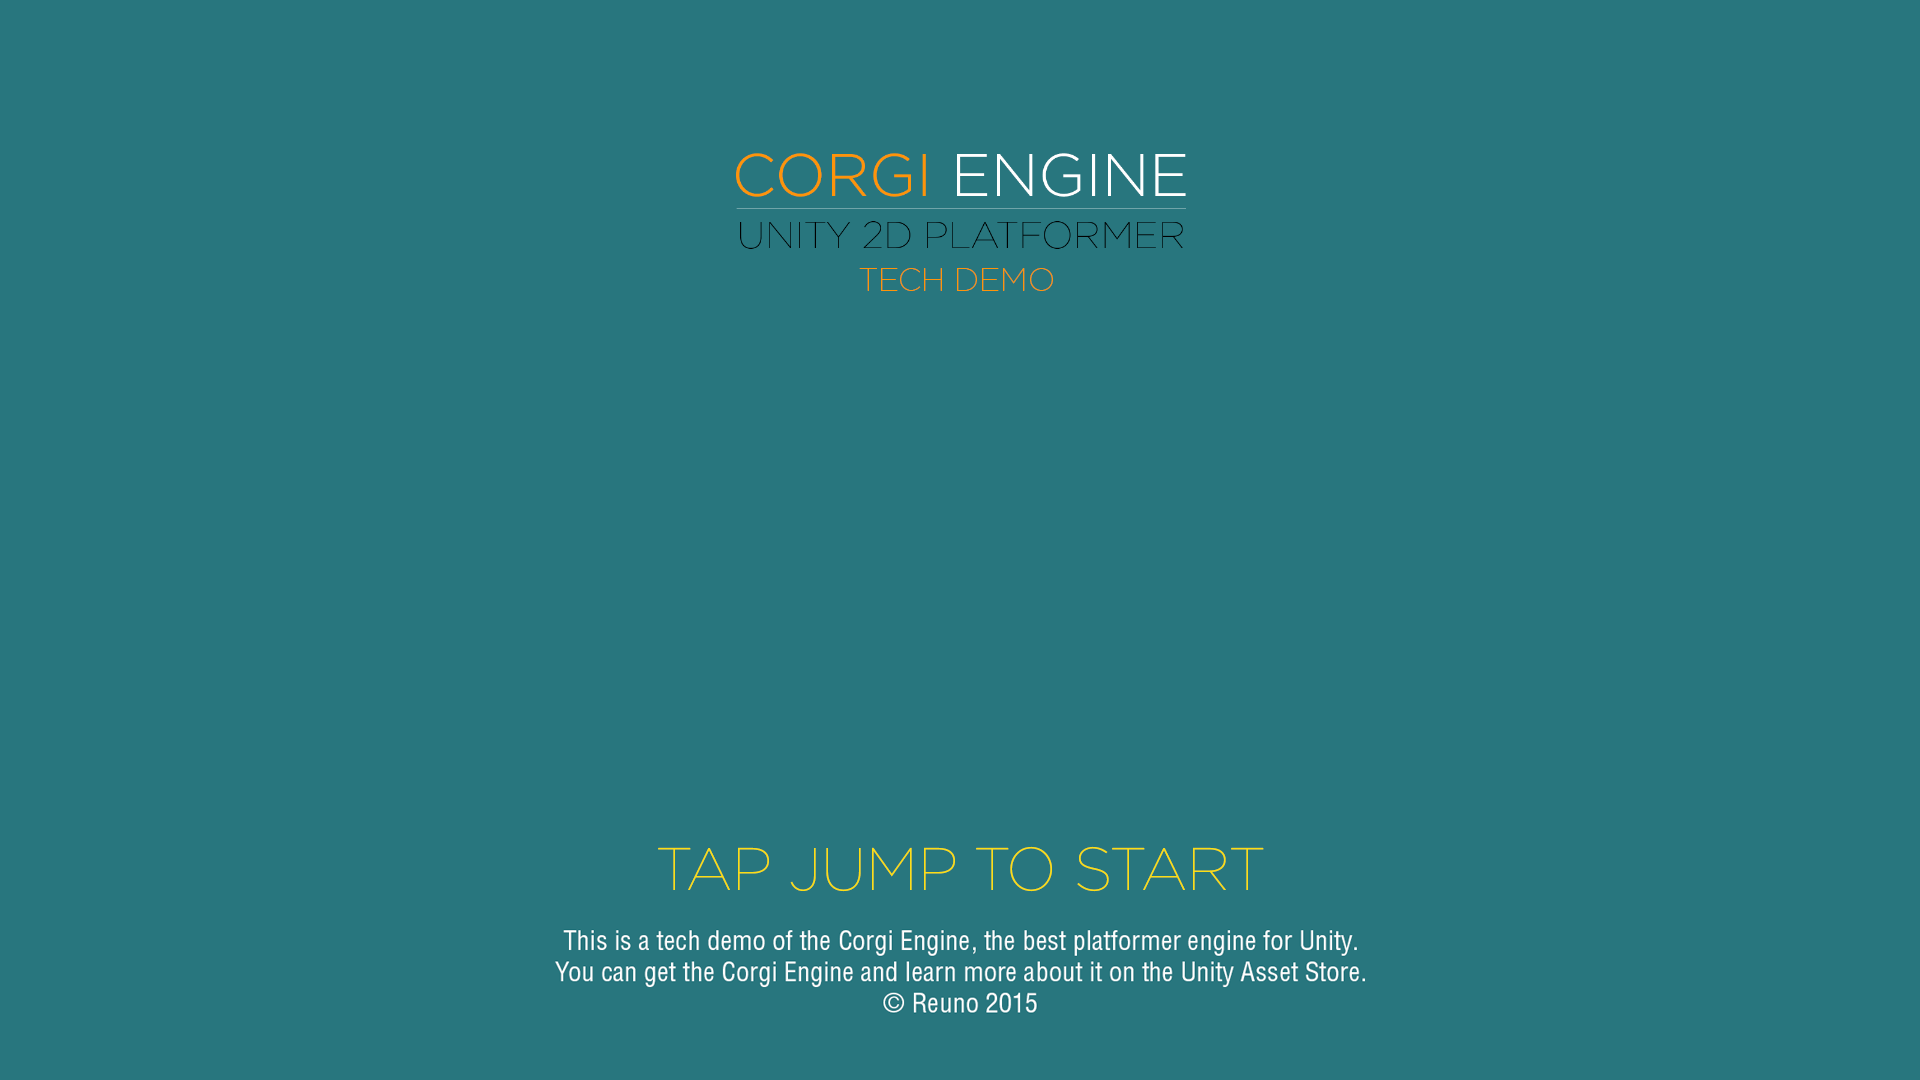 CORGI ENGINE
UNITY 2D PLATFORMER
TECH DEMO
TAP JUMP TO START
This is a tech demo of the Corgi Engine, the best platformer engine for Unity.
You can get the Corgi Engine and learn more about it on the Unity Asset Store.
© Reuno 2015